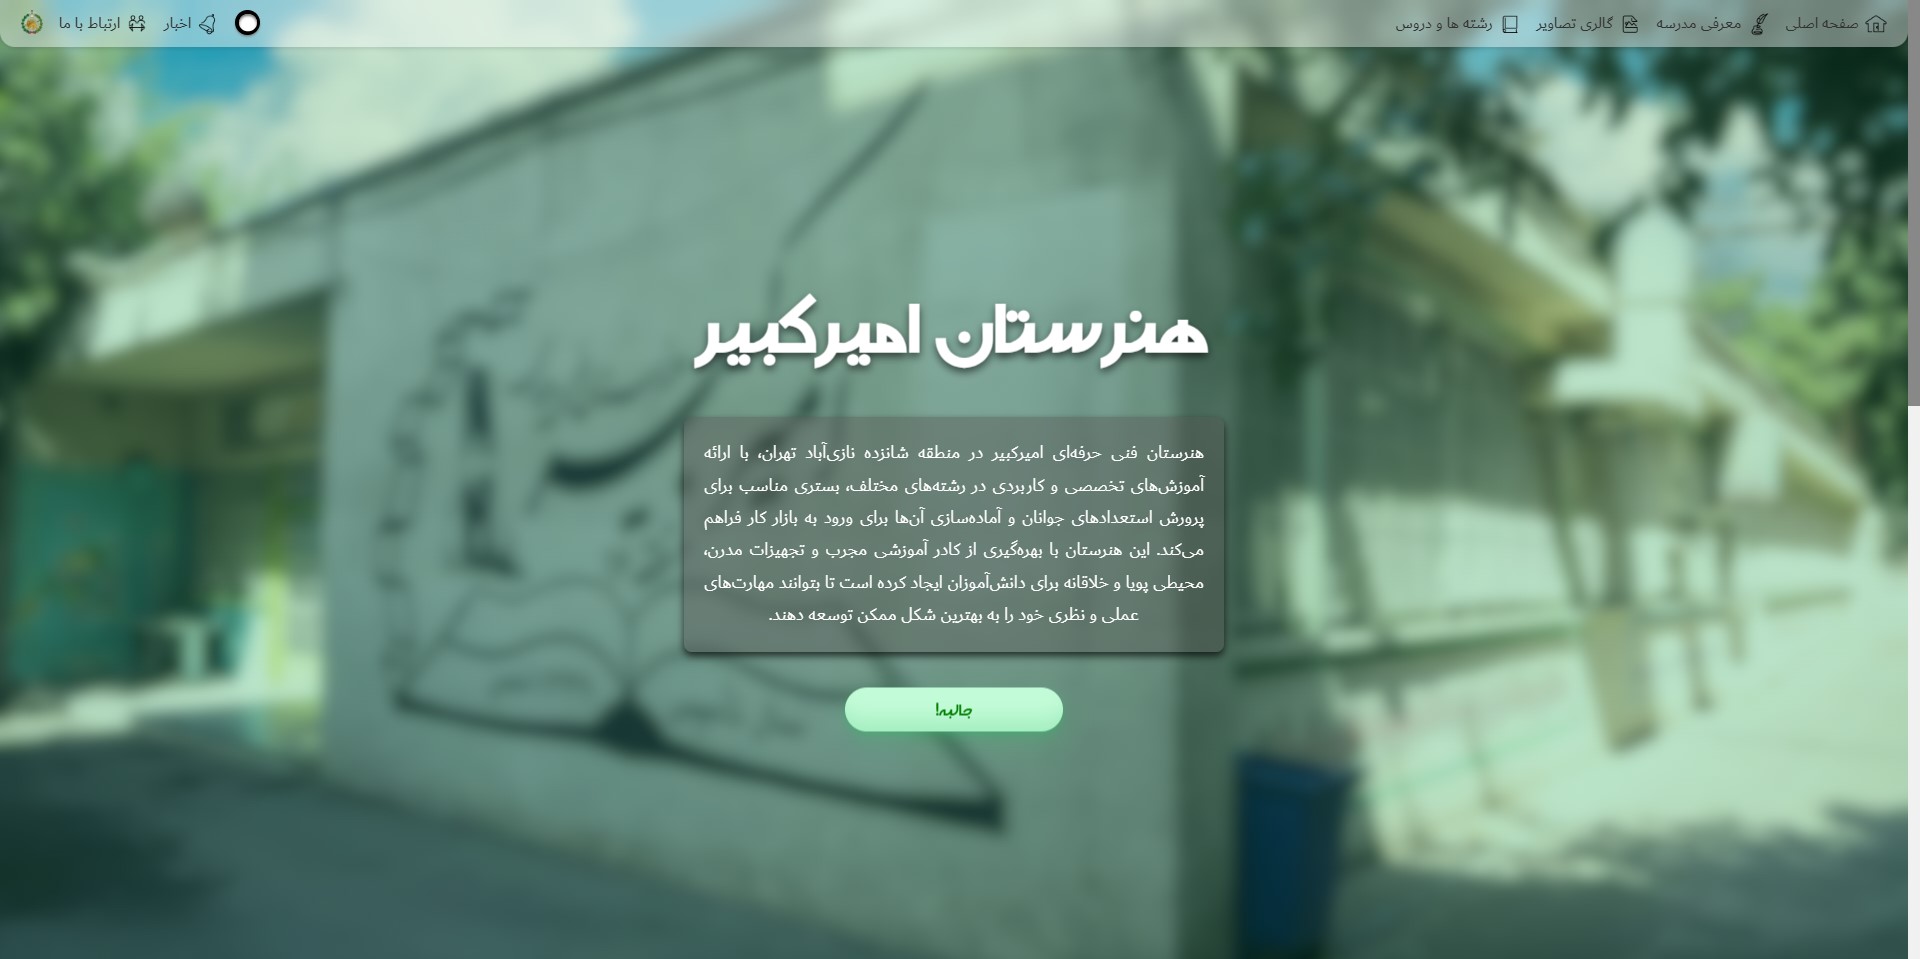 صفحه اصلی
معرفی مدرسه
گالری تصاویر
رشته ها و دروس
اخبار
ارتباط با ما
هنرستان امیرکبیر
هنرستان فنی حرفه‌ای امیرکبیر در منطقه شانزده نازی‌آباد تهران، با ارائه
آموزش‌های تخصصی و کاربردی در رشته‌های مختلف، بستری مناسب برای
پرورش استعدادهای جوانان و آماده‌سازی آن‌ها برای ورود به بازار کار فراهم
می‌کند. این هنرستان با بهره‌گیری از کادر آموزشی مجرب و تجهیزات مدرن،
محیطی پویا و خلاقانه برای دانش‌آموزان ایجاد کرده است تا بتوانند مهارت‌های
عملی و نظری خود را به بهترین شکل ممکن توسعه دهند.
جالبه!